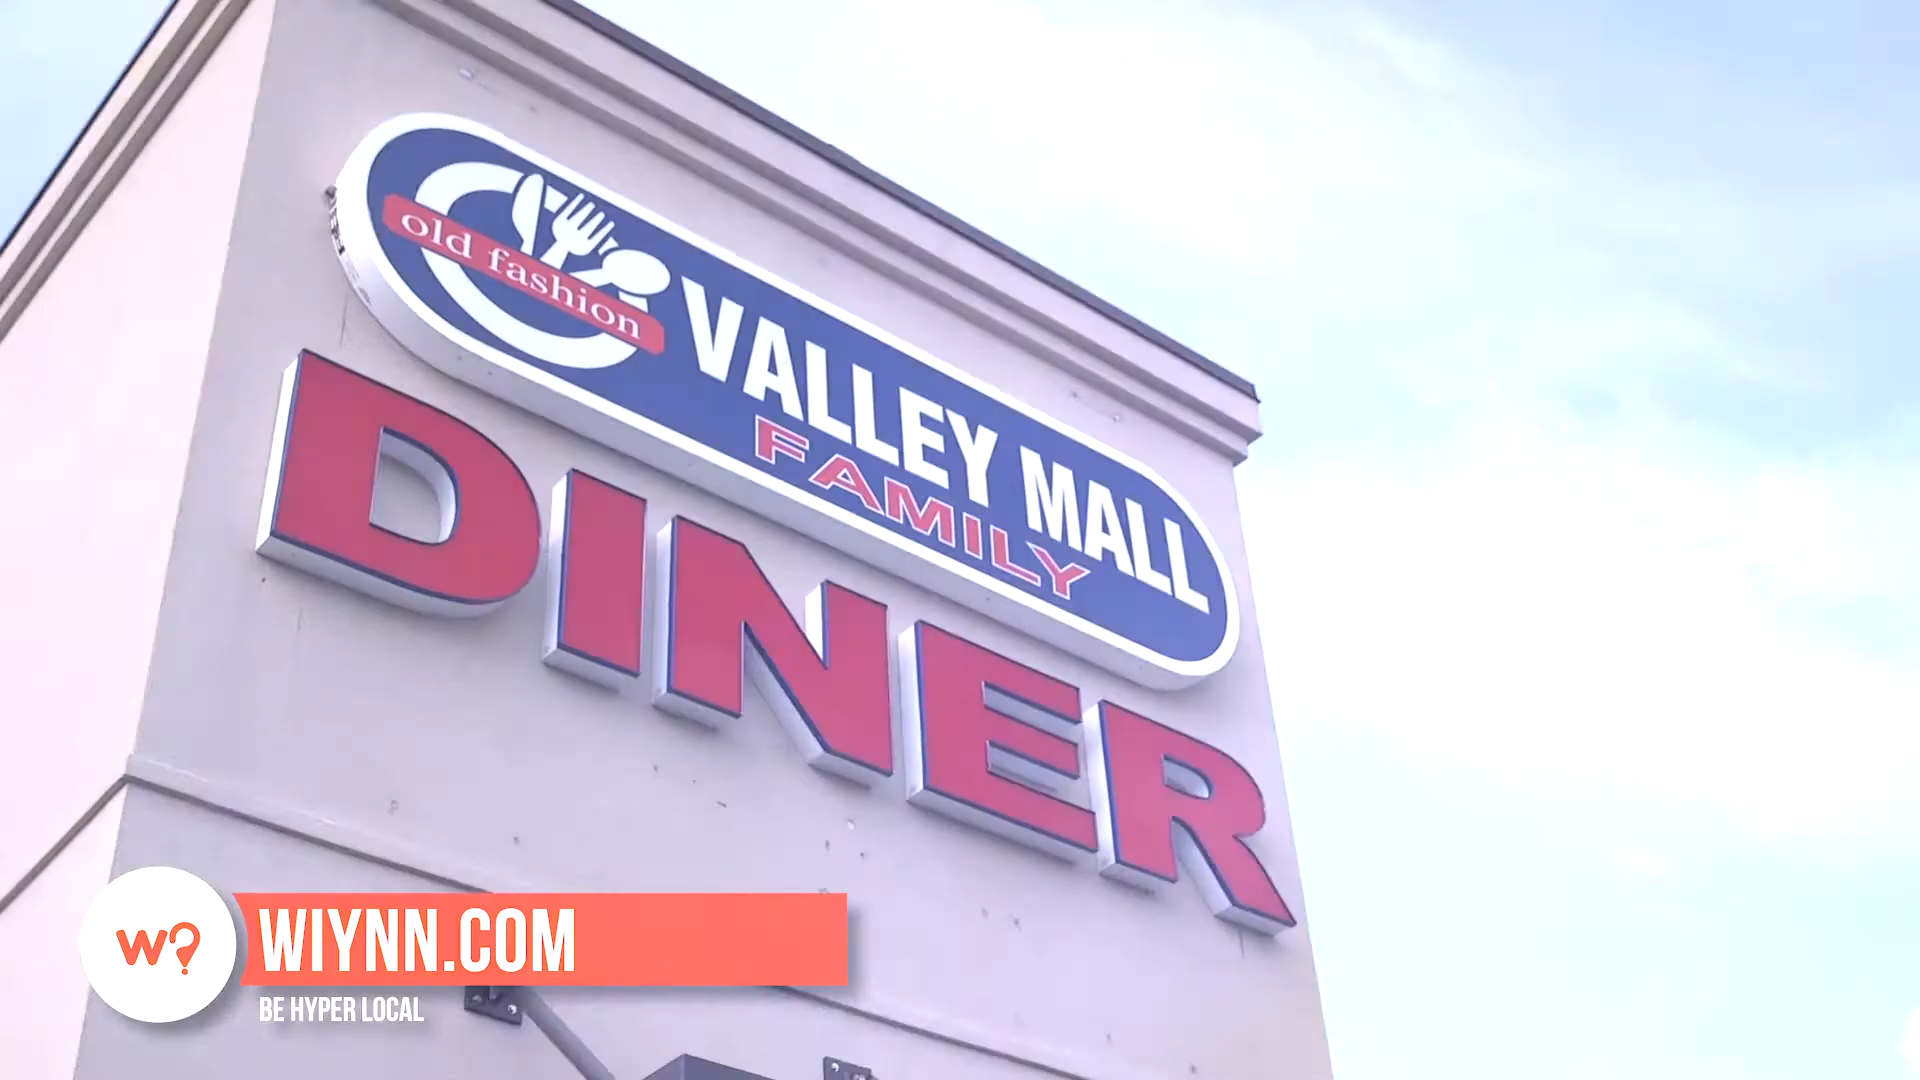 old fashion
VALLEY MALL
FAMILY
DINER
W?
WIYNN.COM
BE HYPER LOCAL